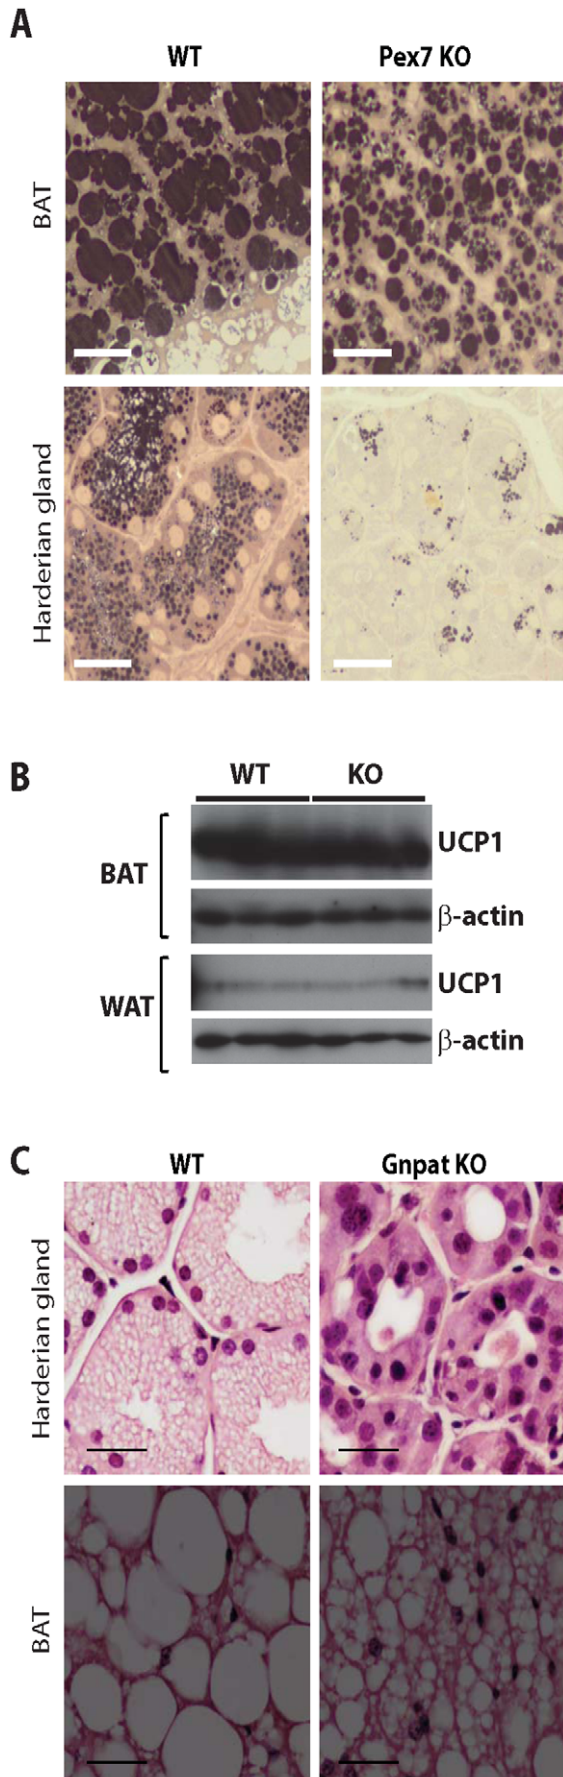 A
WT
Pex7 KO
BAT
Harderian gland
B
WT
KO
BAT
UCP1
β-actin
WAT
UCP1
β-actin
C
WT
Gnpat KO
Harderian gland
BAT